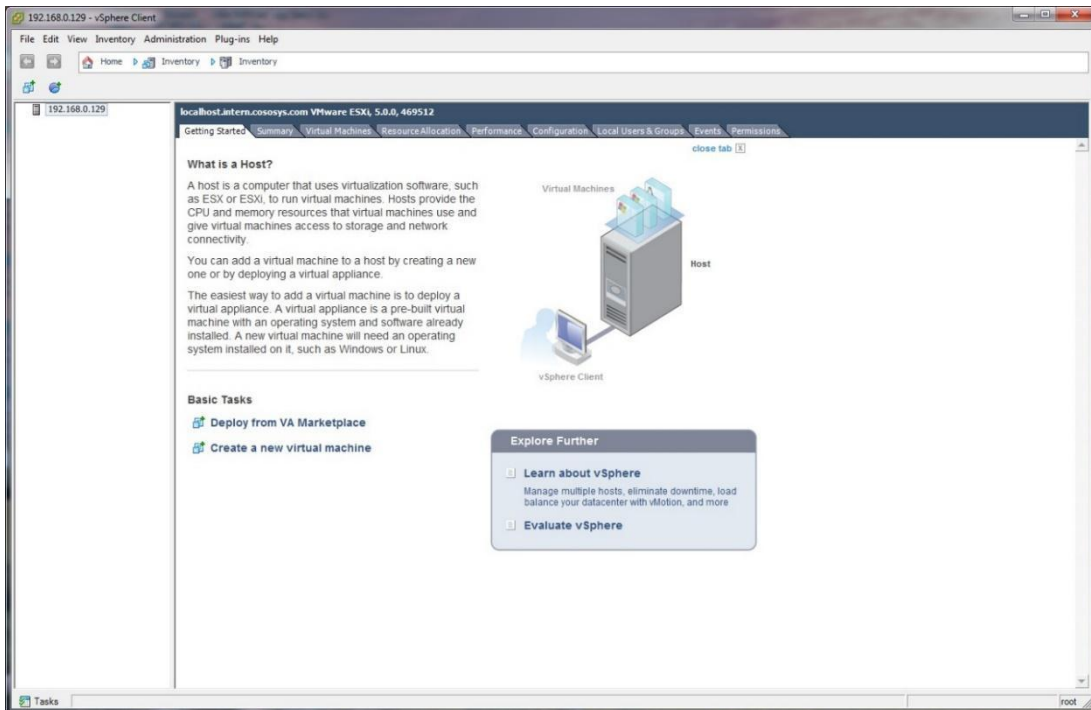 192.168.0.129 - vSphere Client
File Edit View Inventory Administration Plug-ins Help
Home Inventory Inventory
192.168.0.129
localhost.intern.cososys.com VMware ESXi, 5.0.0, 469512
Getting Started Summary Virtual Machines Resource Allocation Performance Configuration Local Users & Groups Events Permissions
close tab
What is a Host?
A host is a computer that uses virtualization software, such
as ESX or ESXi, to run virtual machines. Hosts provide the
CPU and memory resources that virtual machines use and
give virtual machines access to storage and network
connectivity.
You can add a virtual machine to a host by creating a new
one or by deploying a virtual appliance.
The easiest way to add a virtual machine is to deploy a
virtual appliance. A virtual appliance is a pre-built virtual
machine with an operating system and software already
installed. A new virtual machine will need an operating
system installed on it, such as Windows or Linux.
Virtual Machines
Host
vSphere Client
Basic Tasks
Deploy from VA Marketplace
Create a new virtual machine
Explore Further
Learn about vSphere
Manage multiple hosts, eliminate downtime, load
balance your datacenter with vMotion, and more
Evaluate vSphere
Tasks
root